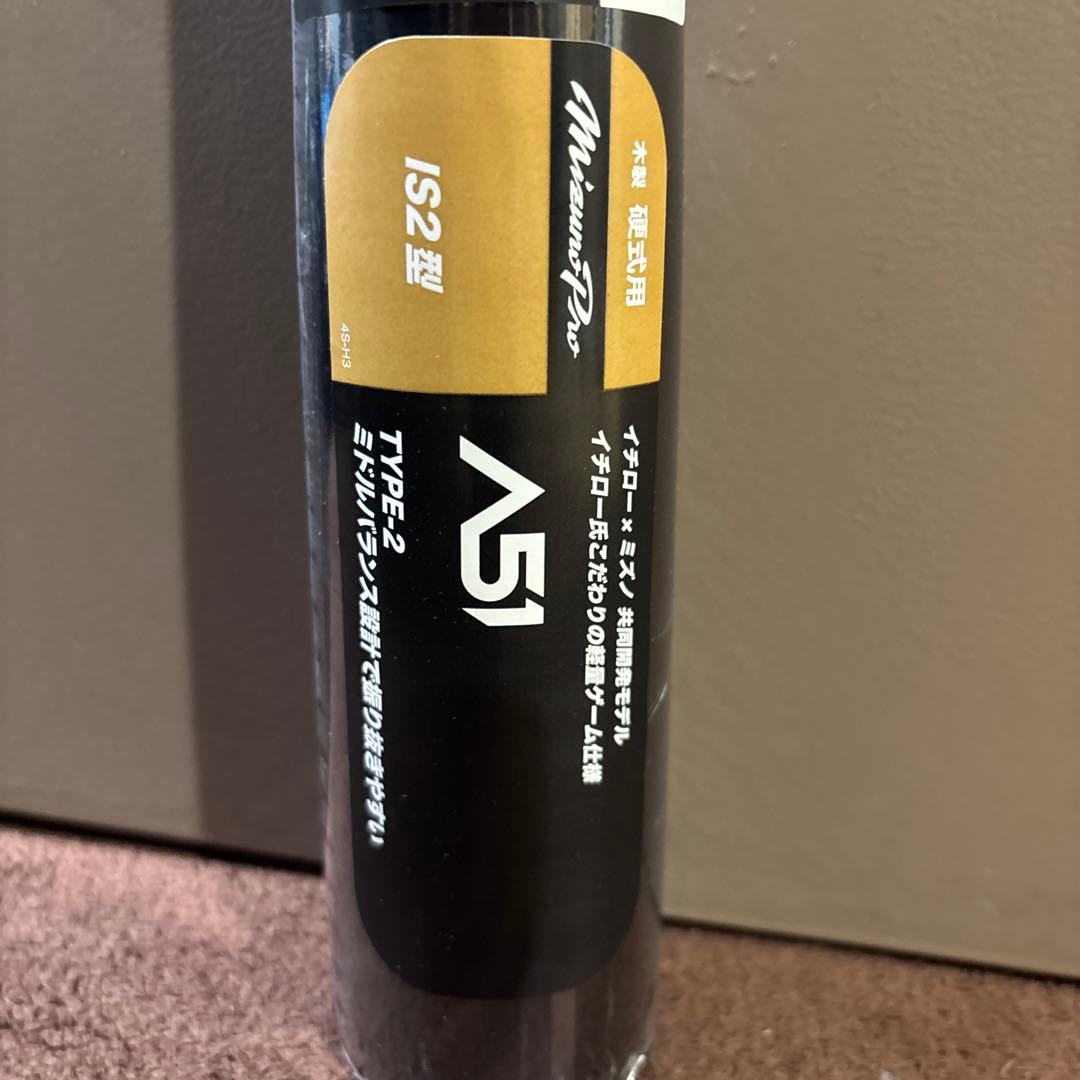 木製 硬式用
Mizuno Pro
IS2型
4S-H3
イチロー × ミズノ 共同開発モデル
イチロー氏こだわりの軽量ゲーム仕様
A51
TYPE-2
ミドルバランス設計で振り抜きやすい